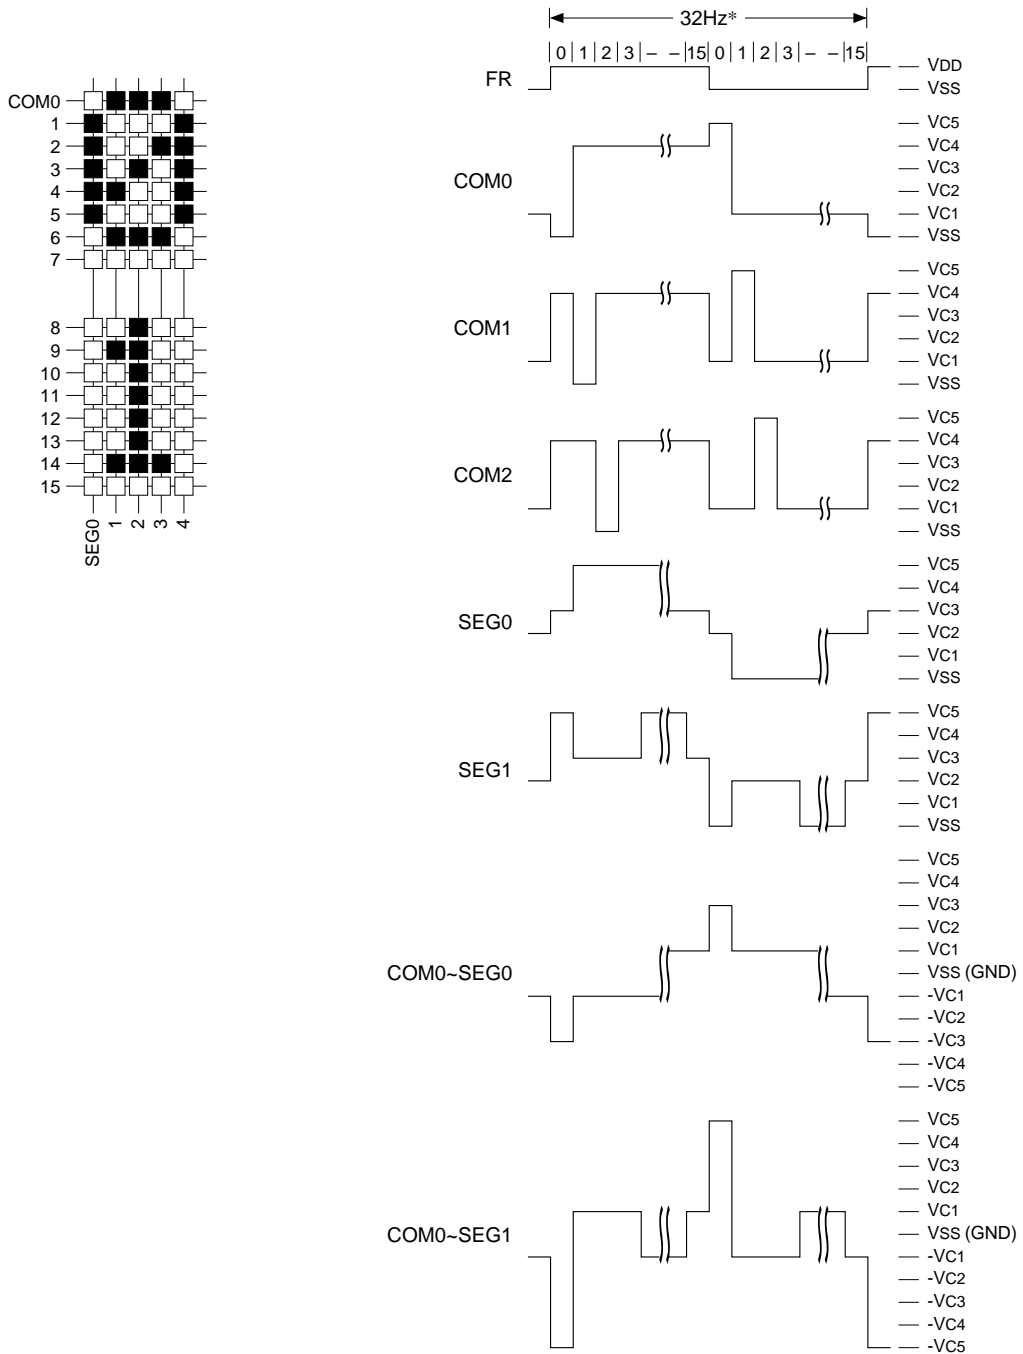 32Hz*
0 1 2 3 – – 15 0 1 2 3 – – 15
FR
VDD
VSS
COM0
1
2
3
4
5
6
7
8
9
10
11
12
13
14
15
SEG0
1
2
3
4
COM0
VC5
VC4
VC3
VC2
VC1
VSS
COM1
VC5
VC4
VC3
VC2
VC1
VSS
COM2
VC5
VC4
VC3
VC2
VC1
VSS
SEG0
VC5
VC4
VC3
VC2
VC1
VSS
SEG1
VC5
VC4
VC3
VC2
VC1
VSS
COM0~SEG0
VC5
VC4
VC3
VC2
VC1
VSS (GND)
-VC1
-VC2
-VC3
-VC4
-VC5
COM0~SEG1
VC5
VC4
VC3
VC2
VC1
VSS (GND)
-VC1
-VC2
-VC3
-VC4
-VC5